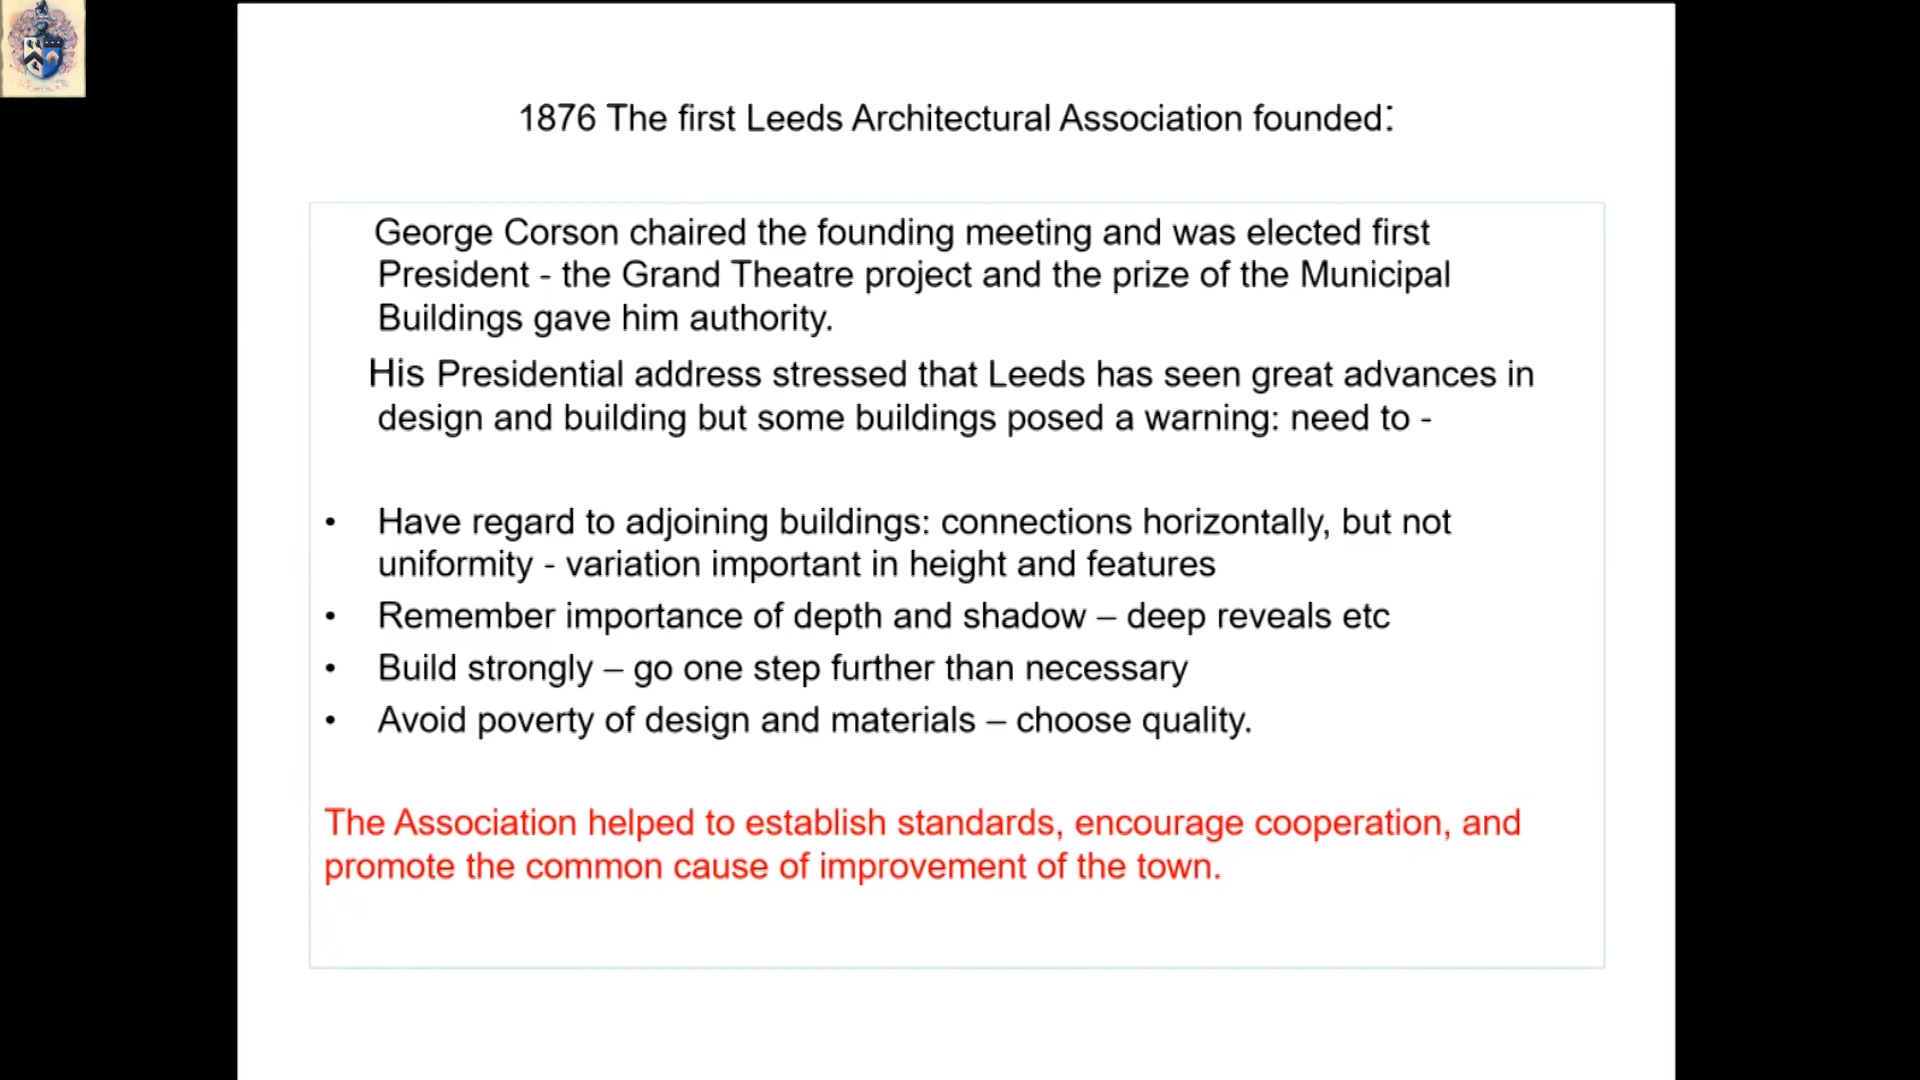 1876 The first Leeds Architectural Association founded:
George Corson chaired the founding meeting and was elected first
President - the Grand Theatre project and the prize of the Municipal
Buildings gave him authority.
His Presidential address stressed that Leeds has seen great advances in
design and building but some buildings posed a warning: need to -
• Have regard to adjoining buildings: connections horizontally, but not
uniformity - variation important in height and features
• Remember importance of depth and shadow – deep reveals etc
• Build strongly – go one step further than necessary
• Avoid poverty of design and materials – choose quality.
The Association helped to establish standards, encourage cooperation, and
promote the common cause of improvement of the town.